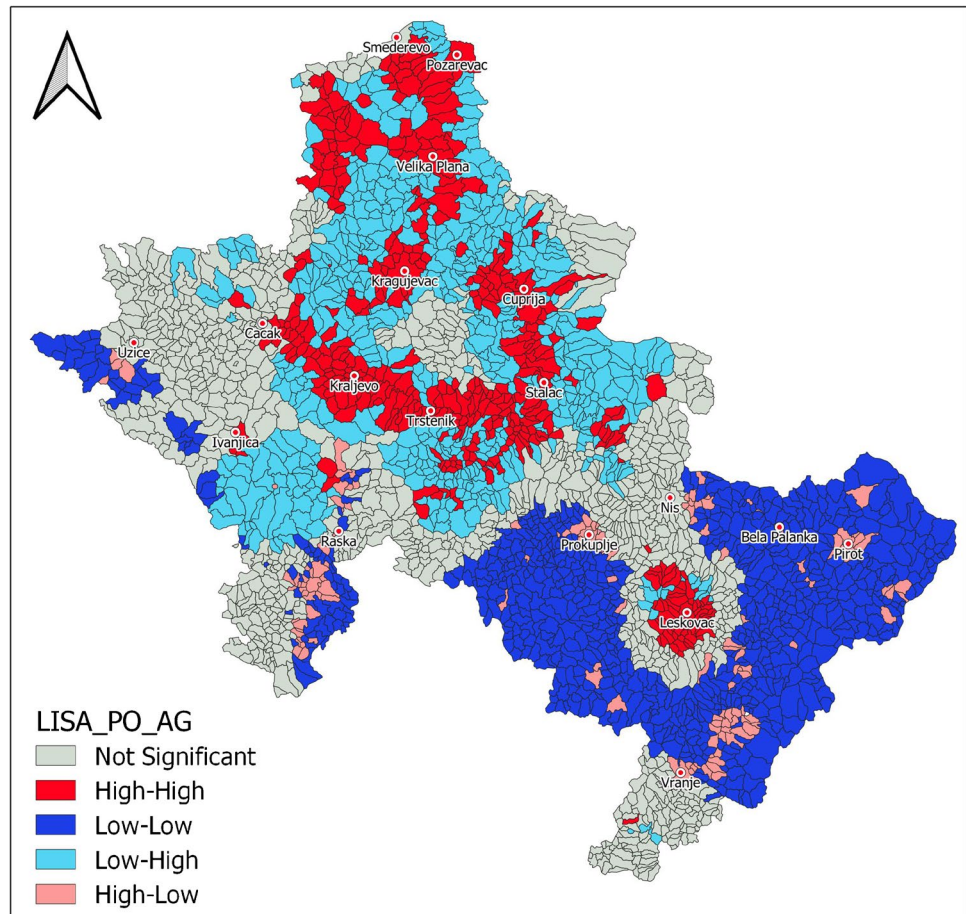 Smederevo
Pozarevac
Velika Plana
Kragujevac
Cuprija
Cacak
Uzice
Kraljevo
Stalac
Trstenik
Ivanjica
Nis
Raska
Prokuplje
Bela Palanka
Pirot
Leskovac
Vranje
LISA_PO_AG
Not Significant
High-High
Low-Low
Low-High
High-Low